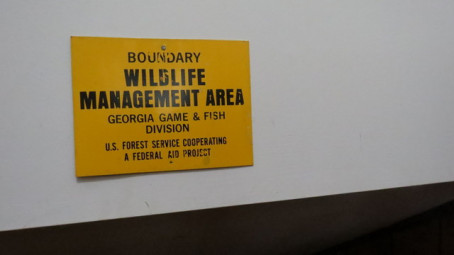 BOUNDARY
WILDLIFE
MANAGEMENT AREA
GEORGIA GAME & FISH
DIVISION
U.S. FOREST SERVICE COOPERATING
A FEDERAL AID PROJECT